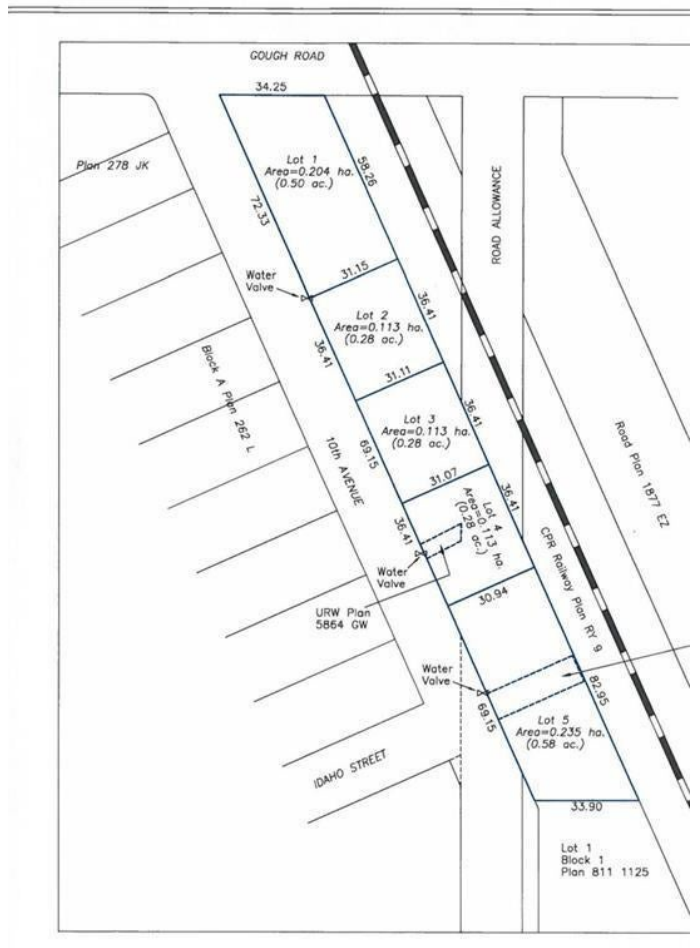 GOUGH ROAD
34.25
Plan 278 JK
Lot 1
Area=0.204 ha.
(0.50 ac.)
58.26
72.33
ROAD ALLOWANCE
31.15
Water
Valve
36.41
Lot 2
Area=0.113 ha.
(0.28 ac.)
36.41
Block A Plan 262 L
31.11
36.41
Lot 3
Area=0.113 ha.
(0.28 ac.)
10th AVENUE
69.15
31.07
36.41
Lot 4
Area=0.113 ha.
(0.28 ac.)
Road Plan 1877 EZ
36.41
Water
Valve
CPR Railway Plan RY 9
30.94
URW Plan
5864 GW
Water
Valve
82.95
69.15
Lot 5
Area=0.235 ha.
(0.58 ac.)
IDAHO STREET
33.90
Lot 1
Block 1
Plan 811 1125